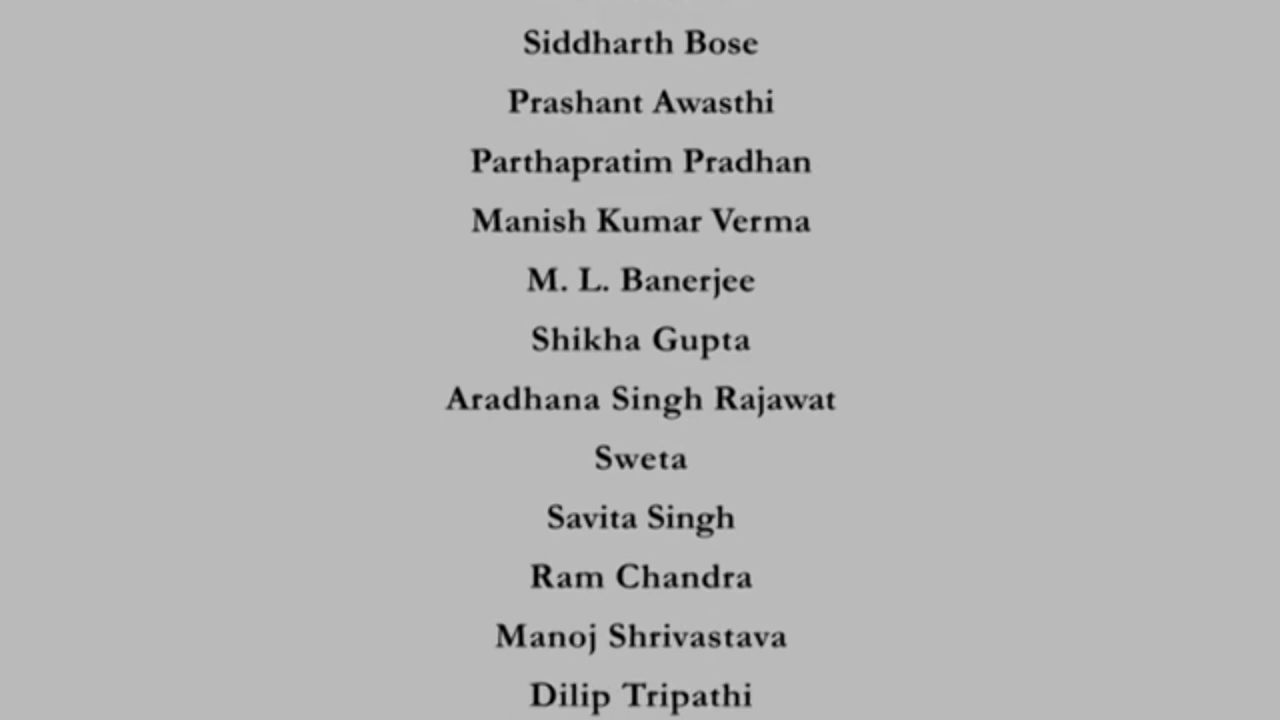 Siddharth Bose
Prashant Awasthi
Parthapratim Pradhan
Manish Kumar Verma
M. L. Banerjee
Shikha Gupta
Aradhana Singh Rajawat
Sweta
Savita Singh
Ram Chandra
Manoj Shrivastava
Dilip Tripathi